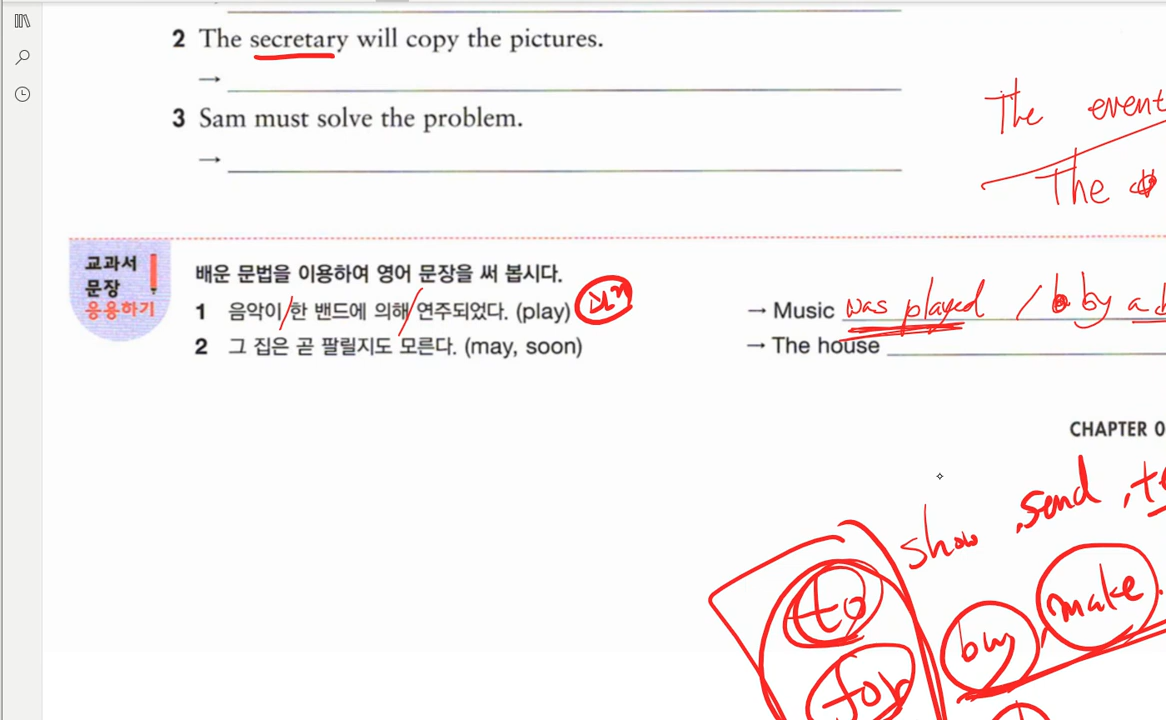 2 The secretary will copy the pictures.
→
3 Sam must solve the problem.
→
The event
The
교과서
문장
응용하기
배운 문법을 이용하여 영어 문장을 써 봅시다.
1 음악이/한 밴드에 의해/연주되었다. (play) 과거 → Music was played / by a
2 그 집은 곧 팔릴지도 모른다. (may, soon) → The house
CHAPTER 0
show, send, te
to buy, make.
for